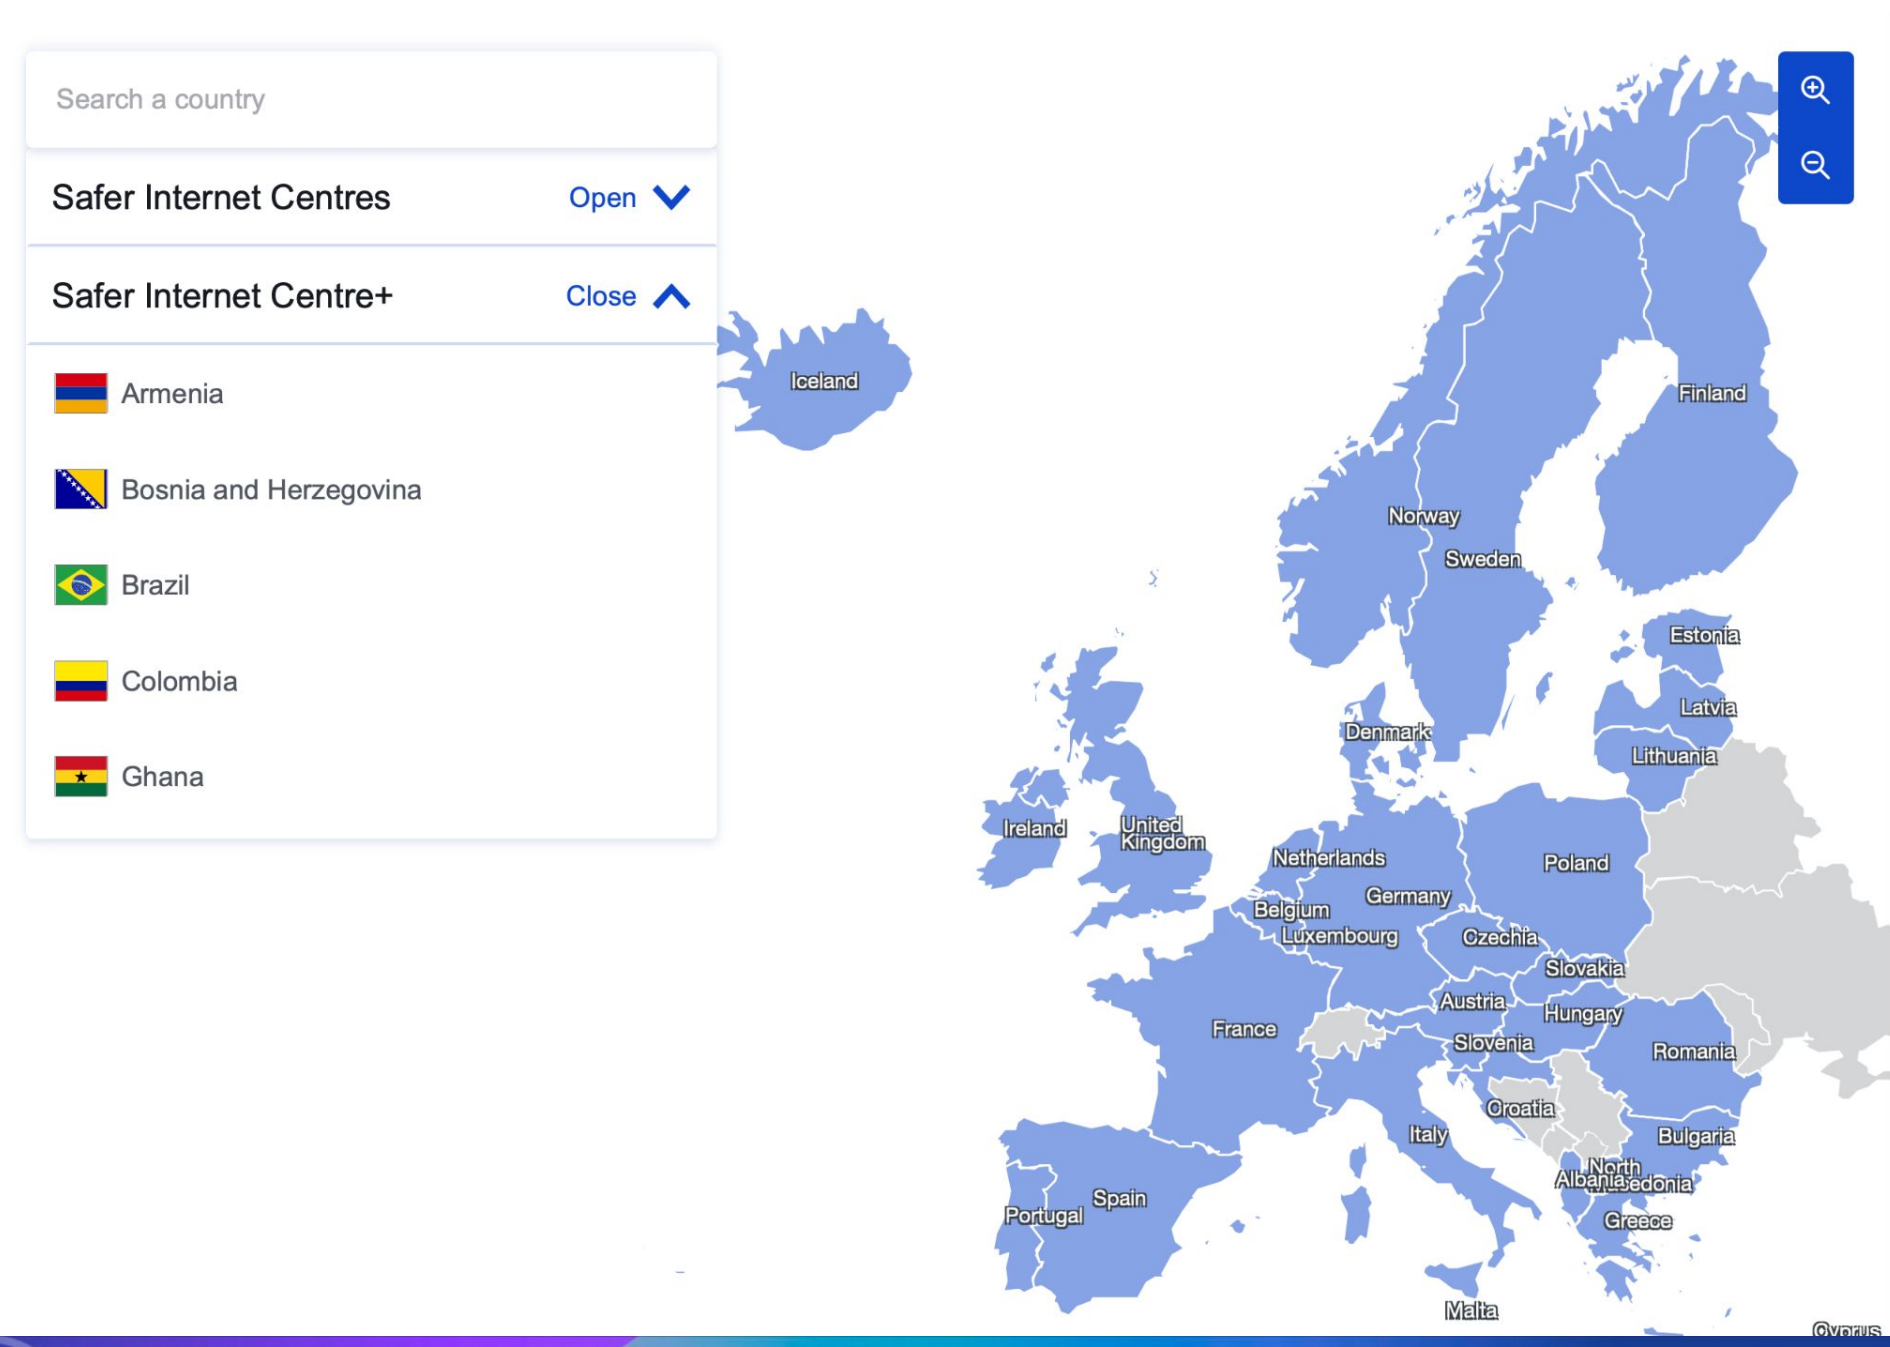 Search a country
Safer Internet Centres
Open
Safer Internet Centre+
Close
Armenia
Bosnia and Herzegovina
Brazil
Colombia
Ghana
Iceland
Finland
Norway
Sweden
Estonia
Latvia
Denmark
Lithuania
Ireland
United
Kingdom
Netherlands
Poland
Germany
Belgium
Luxembourg
Czechia
Slovakia
Austria
Hungary
France
Slovenia
Romania
Croatia
Italy
Bulgaria
North
Albania
Spain
Portugal
Greece
Malta
Cyprus